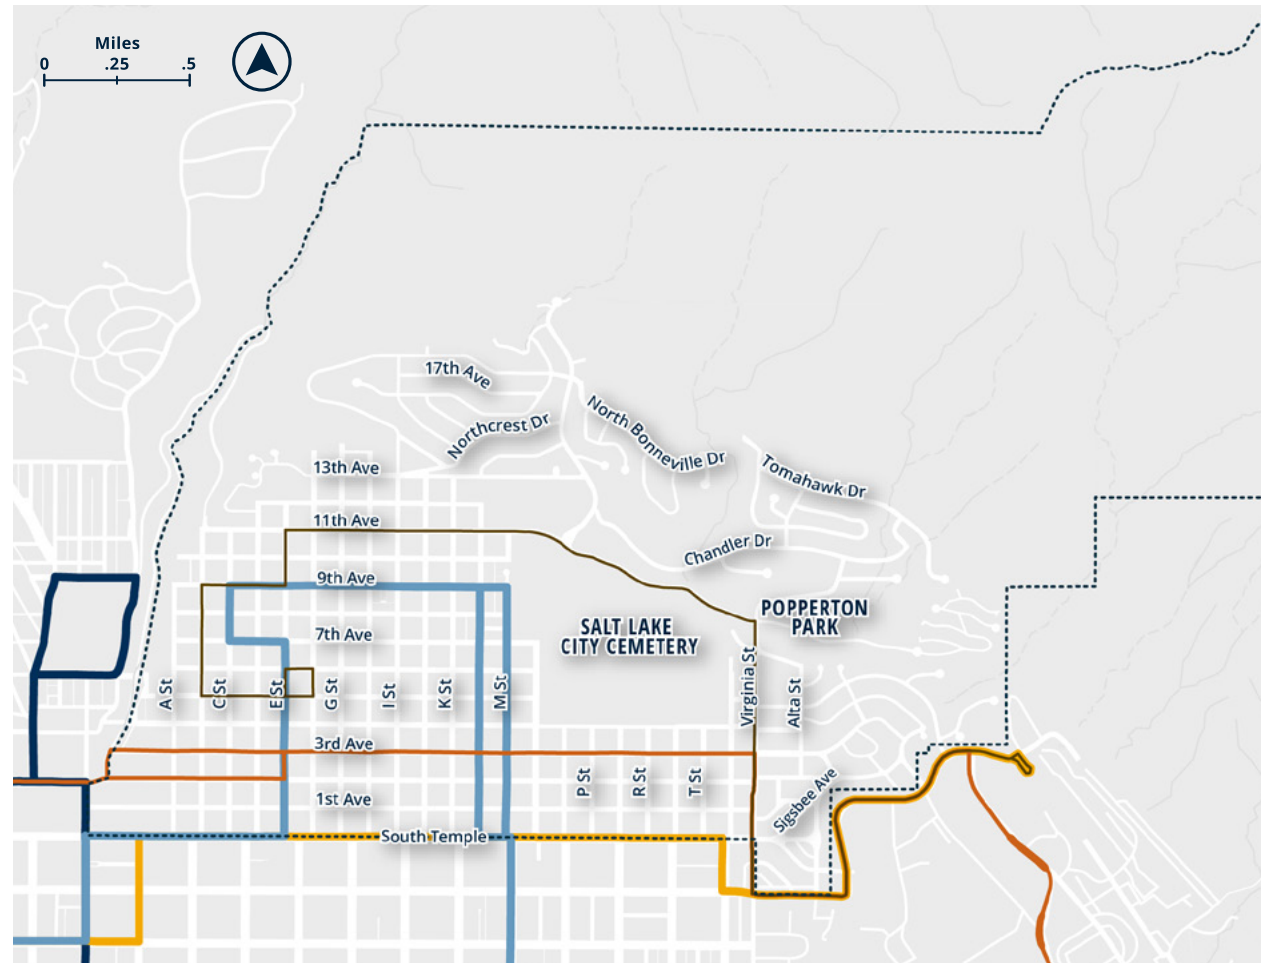 Miles
0 .25 .5
17th Ave
Northcrest Dr
North Bonneville Dr
Tomahawk Dr
13th Ave
11th Ave
Chandler Dr
9th Ave
POPPERTON
PARK
SALT LAKE
CITY CEMETERY
7th Ave
A St
C St
E St
G St
I St
K St
M St
Virginia St
Alta St
3rd Ave
P St
R St
T St
1st Ave
Sigsbee Ave
South Temple